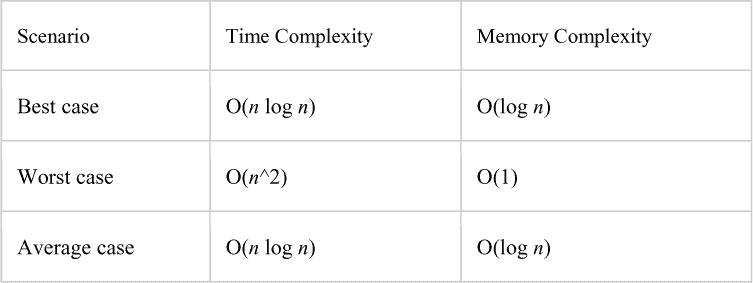 Scenario Time Complexity Memory Complexity
Best case O(n log n) O(log n)
Worst case O(n^2) O(1)
Average case O(n log n) O(log n)